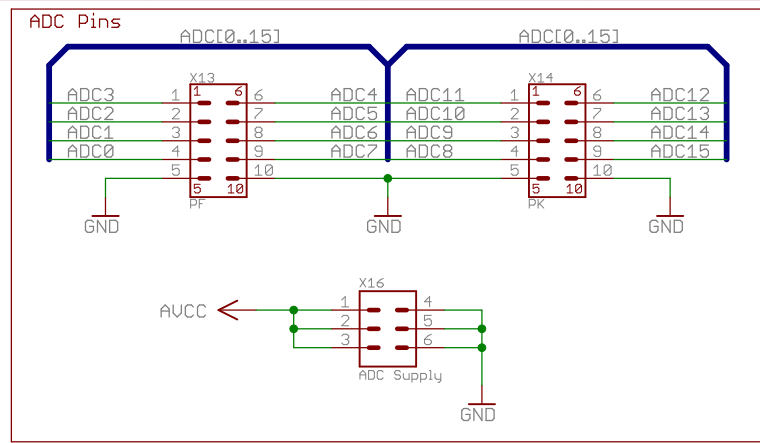 ADC Pins
ADC[0..15] ADC[0..15]
X13 X14
ADC3 1 1 6 6 ADC4 ADC11 1 1 6 6 ADC12
ADC2 2 7 ADC5 ADC10 2 7 ADC13
ADC1 3 8 ADC6 ADC9 3 8 ADC14
ADC0 4 9 ADC7 ADC8 4 9 ADC15
5 5 10 10 5 5 10 10
PF PK
GND GND GND
X16
AVCC 1 4
2 5
3 6
ADC Supply
GND